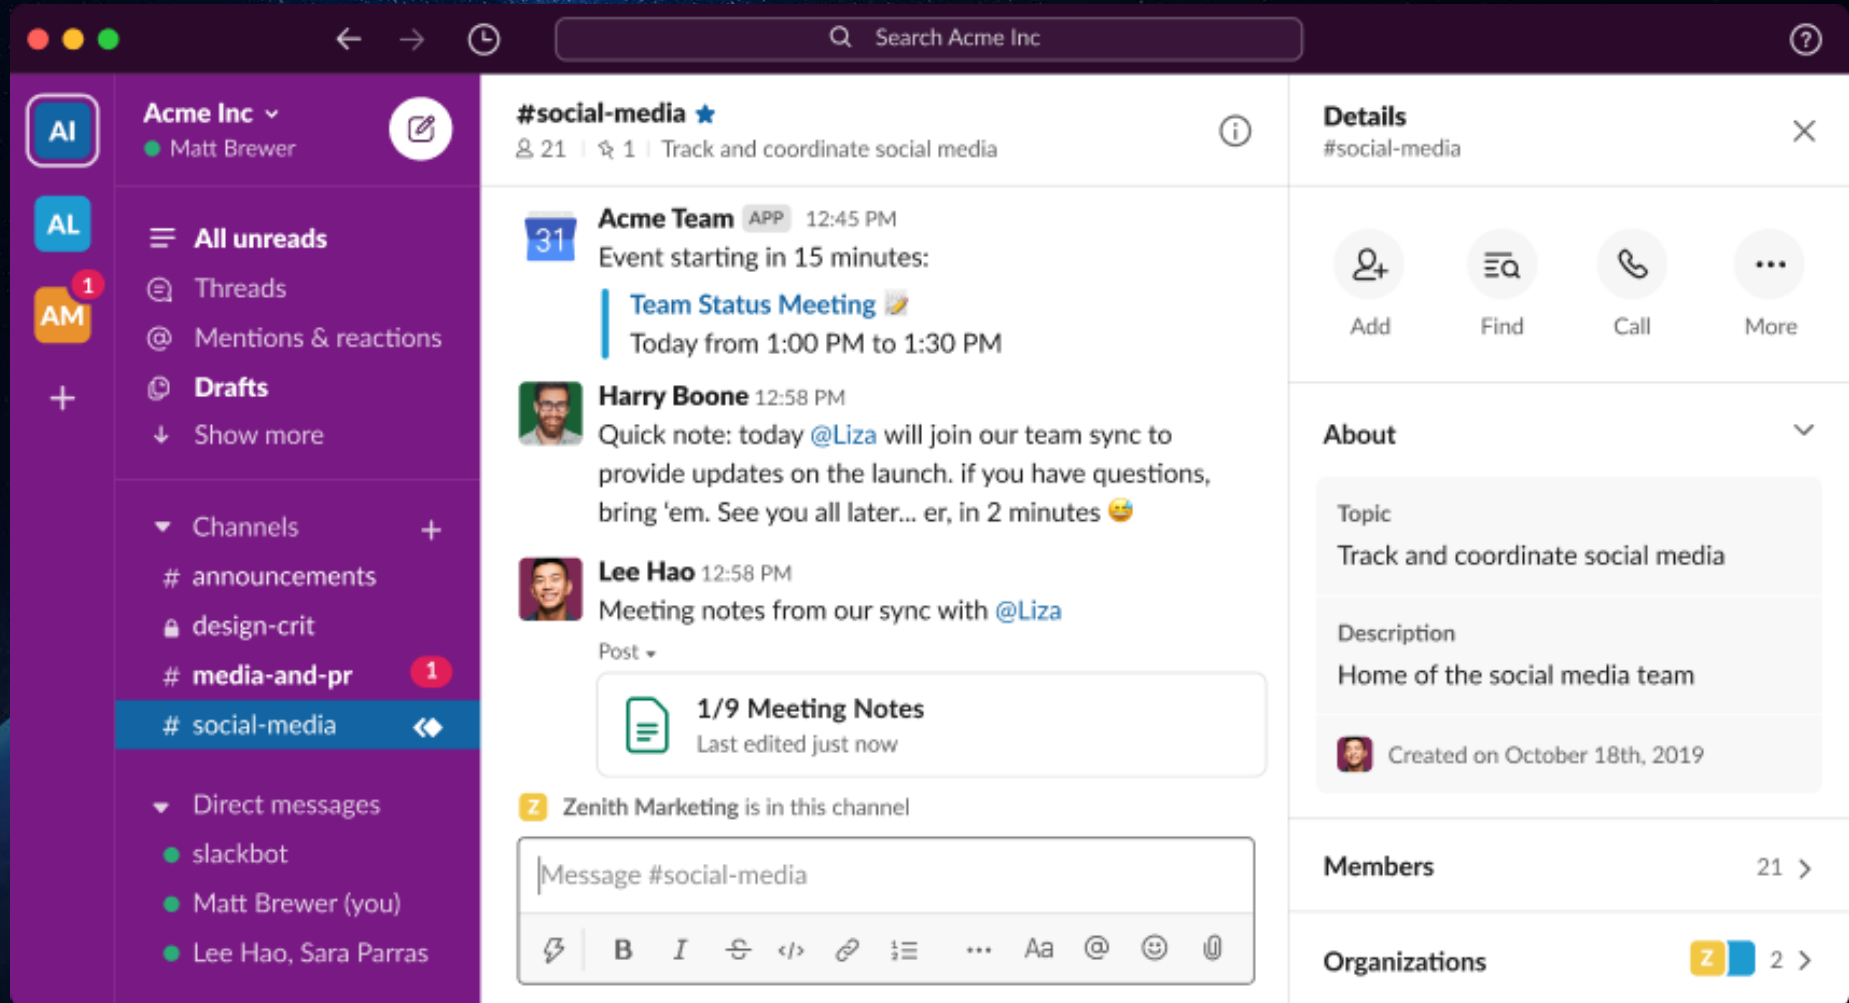 Search Acme Inc
AI
AL
AM
1
Acme Inc
Matt Brewer
All unreads
Threads
Mentions & reactions
Drafts
Show more
Channels
# announcements
design-crit
# media-and-pr 1
# social-media
Direct messages
slackbot
Matt Brewer (you)
Lee Hao, Sara Parras
#social-media
21 | 1 | Track and coordinate social media
31
Acme Team APP 12:45 PM
Event starting in 15 minutes:
Team Status Meeting
Today from 1:00 PM to 1:30 PM
Harry Boone 12:58 PM
Quick note: today @Liza will join our team sync to
provide updates on the launch. if you have questions,
bring ‘em. See you all later... er, in 2 minutes 😅
Lee Hao 12:58 PM
Meeting notes from our sync with @Liza
Post
1/9 Meeting Notes
Last edited just now
Z Zenith Marketing is in this channel
Message #social-media
B I S </> Aa @
Details
#social-media
Add Find Call More
About
Topic
Track and coordinate social media
Description
Home of the social media team
Created on October 18th, 2019
Members 21
Organizations Z 2